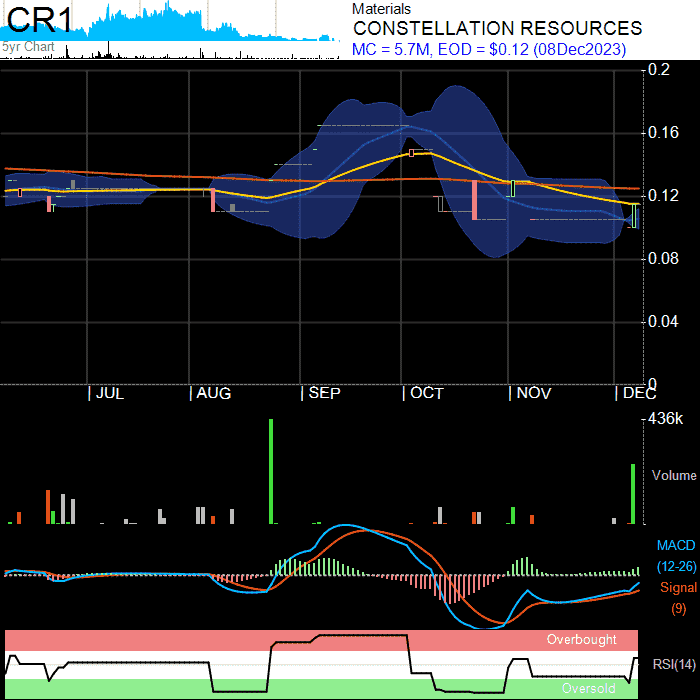 CR1
5yr Chart
Materials
CONSTELLATION RESOURCES
MC = 5.7M, EOD = $0.12 (08Dec2023)
0.2
0.16
0.12
0.08
0.04
0
JUL
AUG
SEP
OCT
NOV
DEC
436k
Volume
MACD
(12-26)
Signal
(9)
Overbought
RSI(14)
Oversold